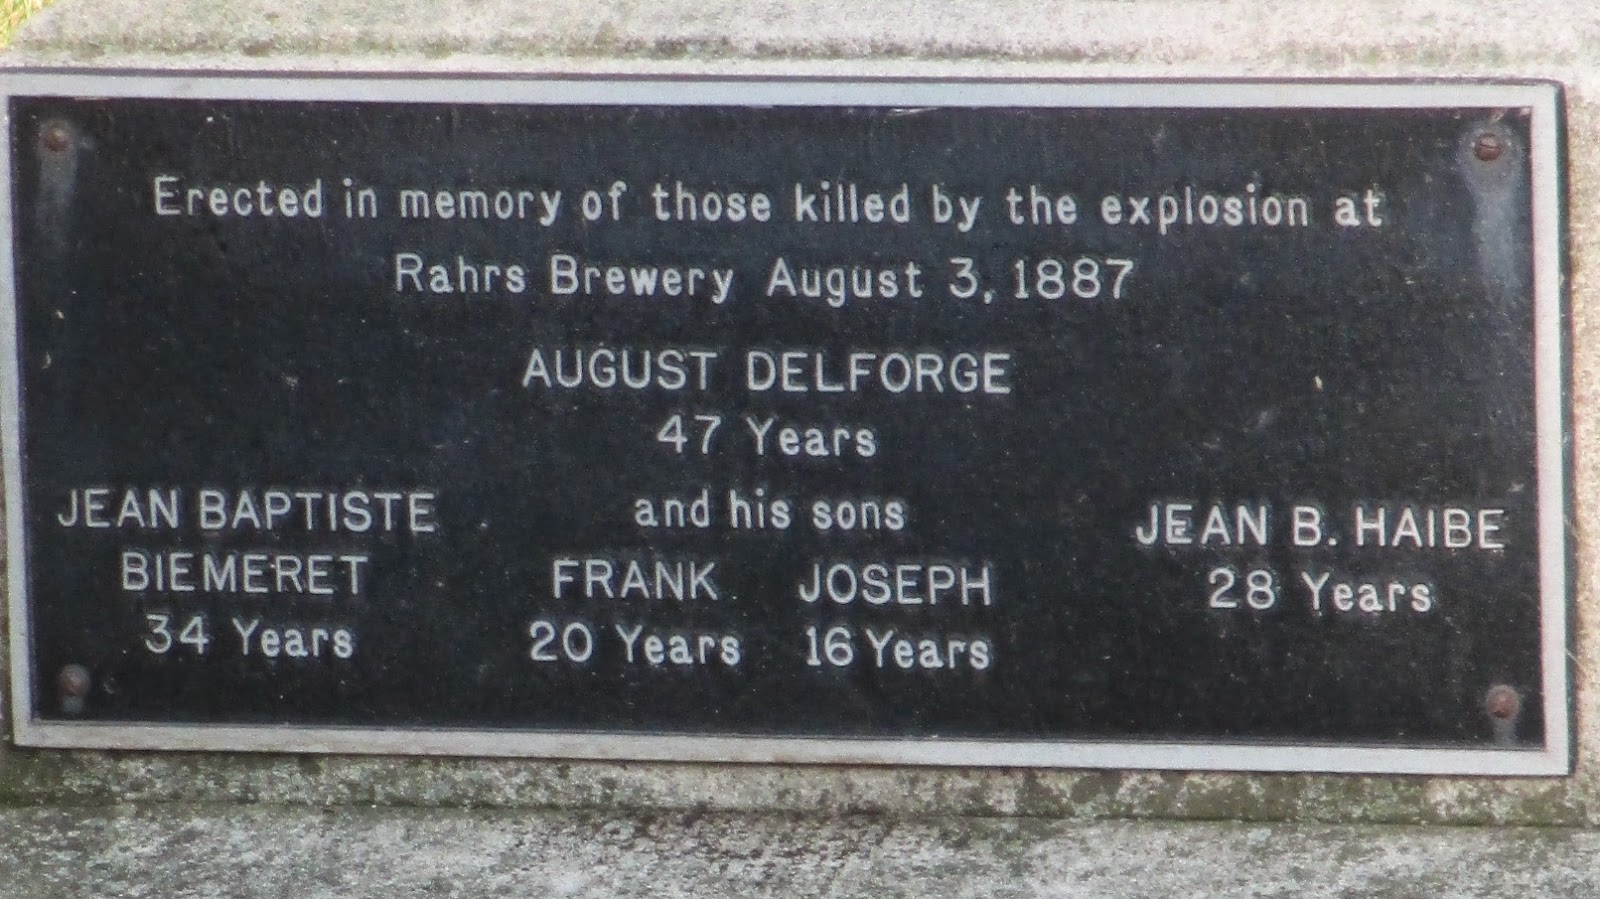 Erected in memory of those killed by the explosion at
Rahrs Brewery August 3, 1887
AUGUST DELFORGE
47 Years
and his sons
JEAN BAPTISTE
BIEMERET
34 Years
FRANK JOSEPH
20 Years 16 Years
JEAN B. HAIBE
28 Years